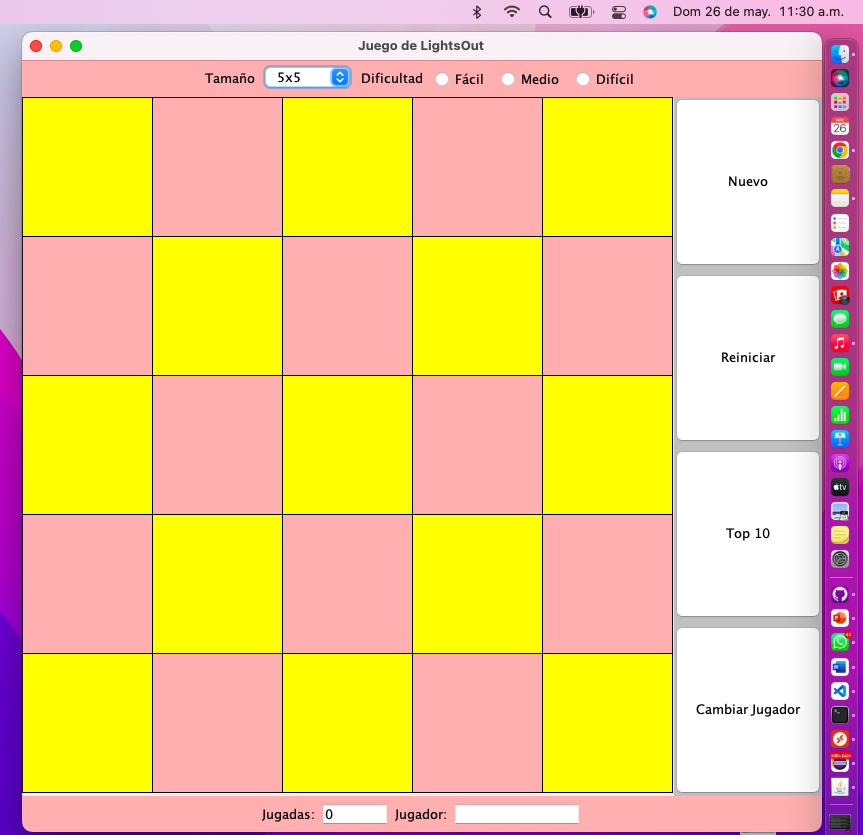 Dom 26 de may. 11:30 a.m.
Juego de LightsOut
Tamaño 5x5 Dificultad Fácil Medio Difícil
Nuevo
Reiniciar
Top 10
Cambiar Jugador
Jugadas: 0 Jugador:
26
tv